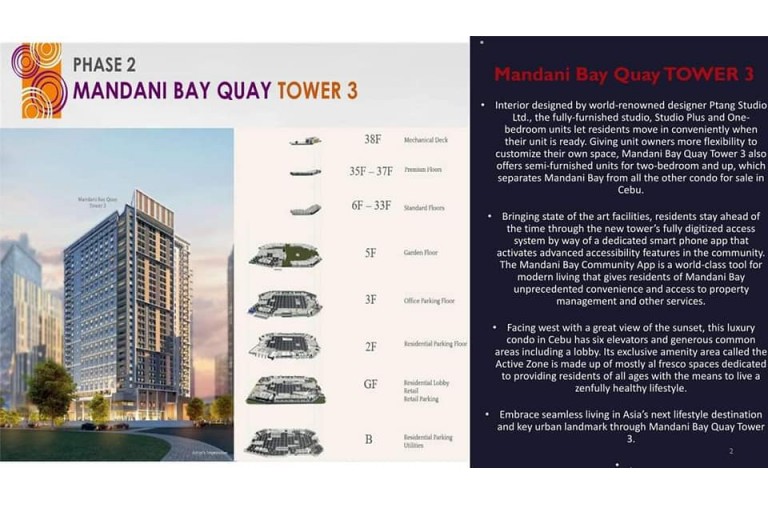 PHASE 2
MANDANI BAY QUAY TOWER 3
Mandani Bay Quay
Tower 3
38F Mechanical Deck
35F – 37F Premium Floors
6F – 33F Standard Floors
5F Garden Floor
3F Office Parking Floor
2F Residential Parking Floor
GF Residential Lobby
Retail
Retail Parking
B Residential Parking
Utilities
Artist's Impression
Mandani Bay Quay TOWER 3
• Interior designed by world-renowned designer Ptang Studio
Ltd., the fully-furnished studio, Studio Plus and One-
bedroom units let residents move in conveniently when
their unit is ready. Giving unit owners more flexibility to
customize their own space, Mandani Bay Quay Tower 3 also
offers semi-furnished units for two-bedroom and up, which
separates Mandani Bay from all the other condo for sale in
Cebu.
• Bringing state of the art facilities, residents stay ahead of
the time through the new tower's fully digitized access
system by way of a dedicated smart phone app that
activates advanced accessibility features in the community.
The Mandani Bay Community App is a world-class tool for
modern living that gives residents of Mandani Bay
unprecedented convenience and access to property
management and other services.
• Facing west with a great view of the sunset, this luxury
condo in Cebu has six elevators and generous common
areas including a lobby. Its exclusive amenity area called the
Active Zone is made up of mostly al fresco spaces dedicated
to providing residents of all ages with the means to live a
zenfully healthy lifestyle.
• Embrace seamless living in Asia's next lifestyle destination
and key urban landmark through Mandani Bay Quay Tower
3.
2